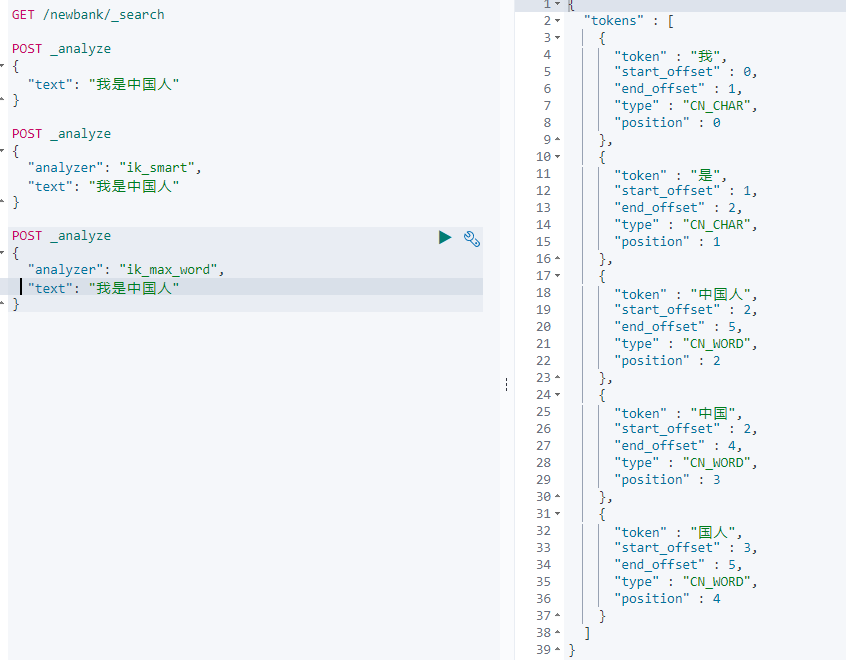 GET /newbank/_search
POST _analyze
{
"text": "我是中国人"
}
POST _analyze
{
"analyzer": "ik_smart",
"text": "我是中国人"
}
POST _analyze
{
"analyzer": "ik_max_word",
"text": "我是中国人"
}
1 {
2 "tokens" : [
3 {
4 "token" : "我",
5 "start_offset" : 0,
6 "end_offset" : 1,
7 "type" : "CN_CHAR",
8 "position" : 0
9 },
10 {
11 "token" : "是",
12 "start_offset" : 1,
13 "end_offset" : 2,
14 "type" : "CN_CHAR",
15 "position" : 1
16 },
17 {
18 "token" : "中国人",
19 "start_offset" : 2,
20 "end_offset" : 5,
21 "type" : "CN_WORD",
22 "position" : 2
23 },
24 {
25 "token" : "中国",
26 "start_offset" : 2,
27 "end_offset" : 4,
28 "type" : "CN_WORD",
29 "position" : 3
30 },
31 {
32 "token" : "国人",
33 "start_offset" : 3,
34 "end_offset" : 5,
35 "type" : "CN_WORD",
36 "position" : 4
37 }
38 ]
39 }